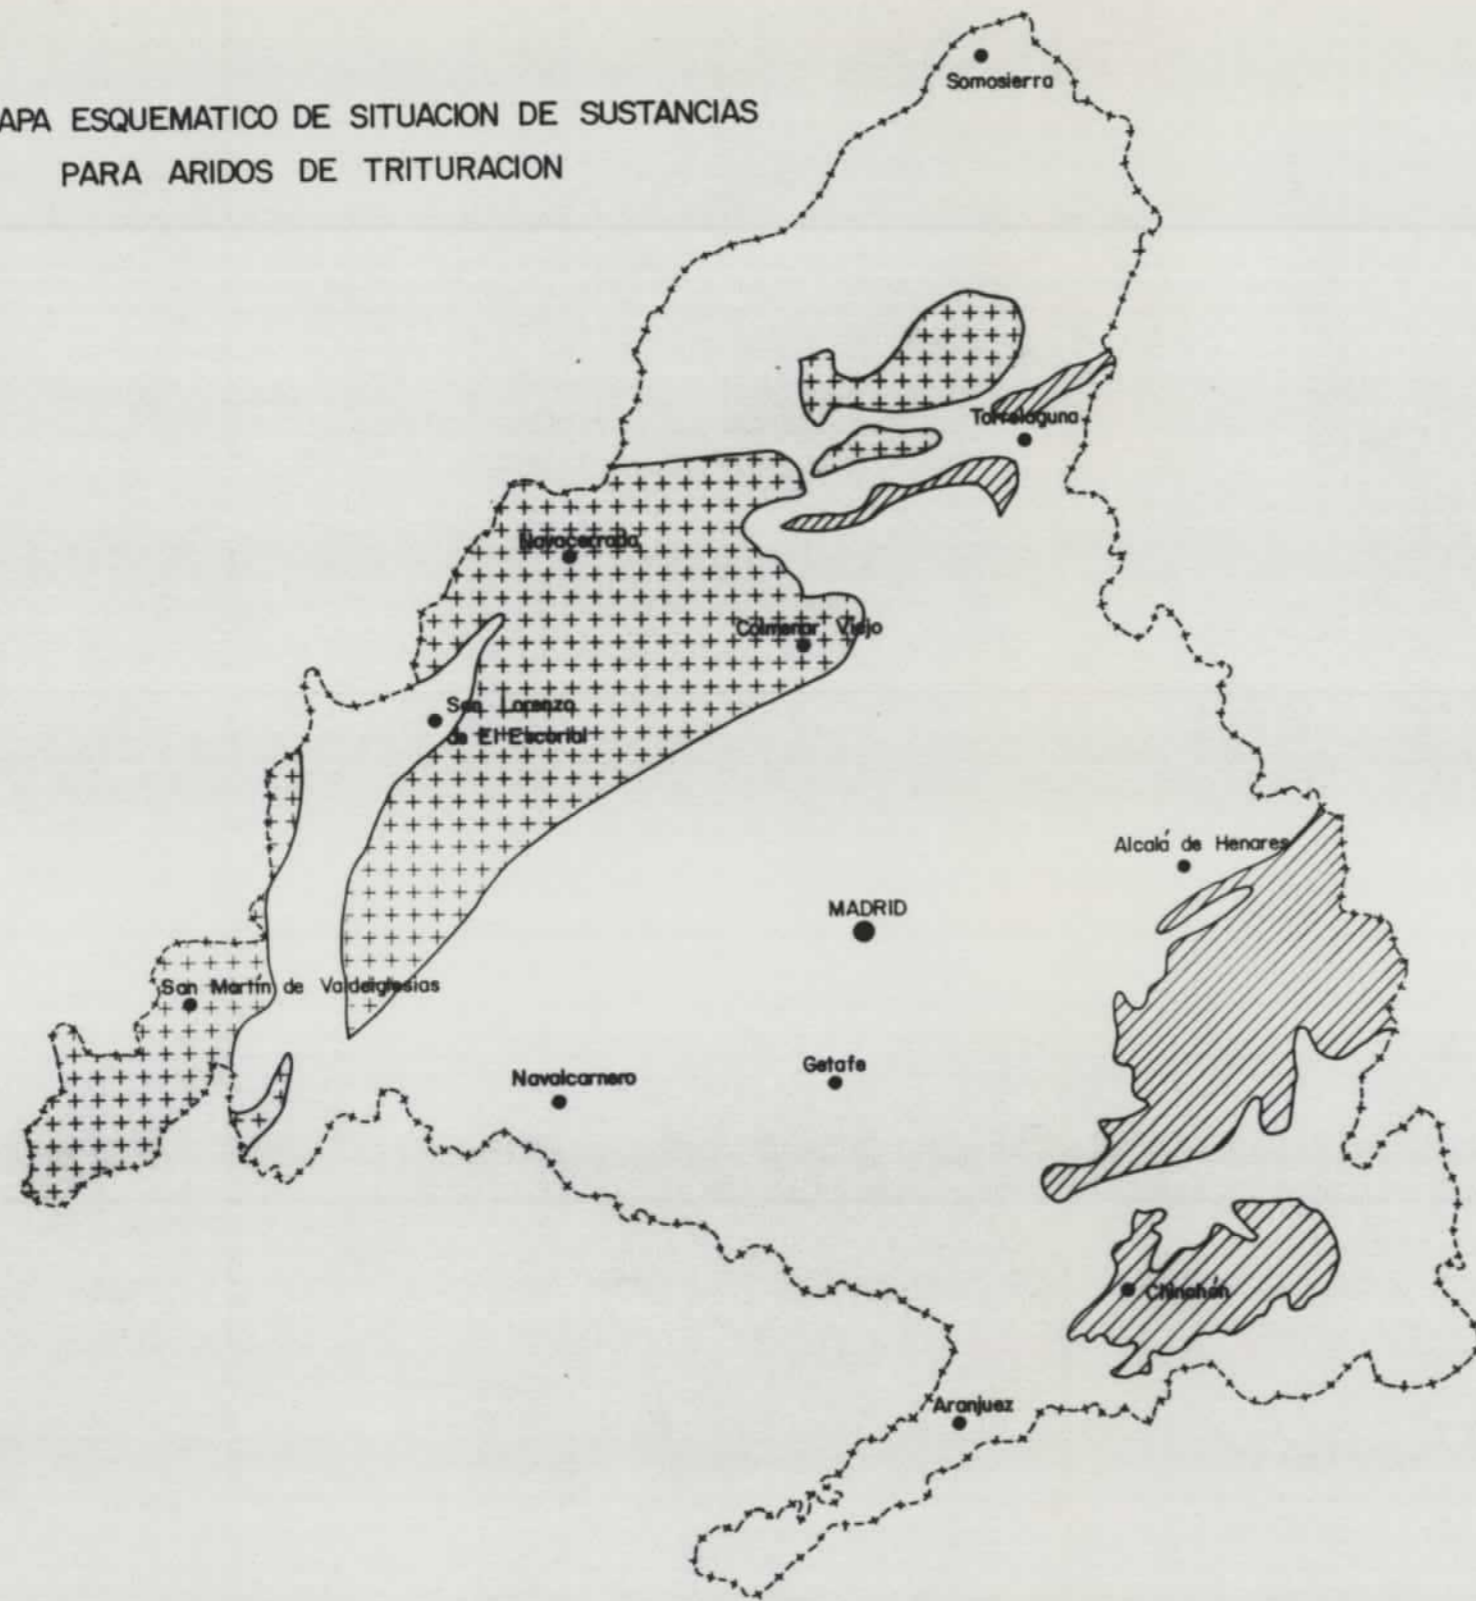 APA ESQUEMATICO DE SITUACION DE SUSTANCIAS
PARA ARIDOS DE TRITURACION
Somosierra
Torrelaguna
Navacerrada
Colmenar Viejo
San Lorenzo
de El Escorial
Alcalá de Henares
MADRID
San Martín de Valdeiglesias
Getafe
Navalcarnero
Chinchón
Aranjuez